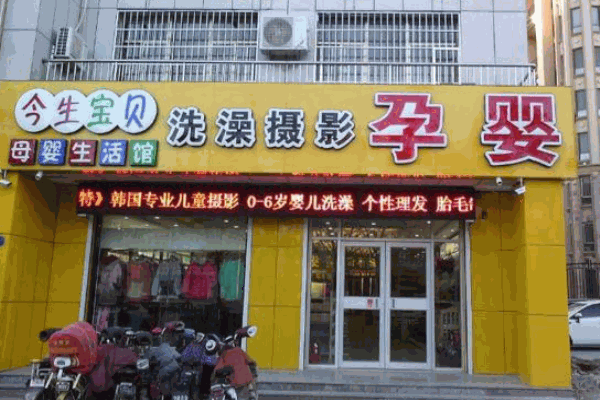 今生宝贝
母婴生活馆
洗澡摄影 孕婴
特》韩国专业儿童摄影 0-6岁婴儿洗澡 个性理发 胎毛